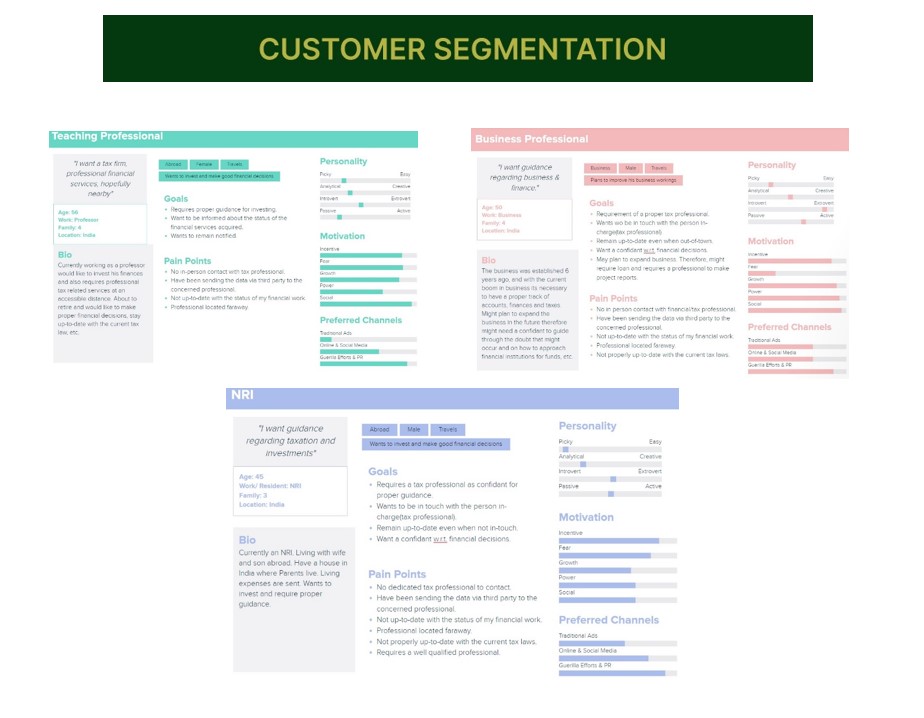 CUSTOMER SEGMENTATION
Teaching Professional
"I want a tax firm,
professional financial
services, hopefully
nearby"
Age: 56
Work: Professor
Family: 4
Location: India
Bio
Currently working as a professor
would like to invest his finances
and also requires professional
tax related services at an
accessible distance. About to
retire and would like to make
proper financial decisions, stay
up-to-date with the current tax
law, etc.
Abroad Female Travels
Wants to invest and make good financial decisions
Goals
Requires proper guidance for investing.
Want to be informed about the status of the
financial services acquired.
Wants to remain notified
Pain Points
No in-person contact with tax professional.
Have been sending the data via third party to the
concerned professional.
Not up-to-date with the status of my financial work.
Professional located faraway
Personality
Picky Easy
Analytical Creative
Introvert Extrovert
Passive Active
Motivation
Incentive
Fear
Growth
Power
Social
Preferred Channels
Traditional Ads
Online & Social Media
Guerilla Efforts & PR
Business Professional
"I want guidance
regarding business &
finance."
Age: 50
Work: Business
Family: 4
Location: India
Bio
The business was established 6
years ago, and with the current
boom in business its necessary
to have a proper track of
accounts, finances and taxes
Might plan to expand the
business in the future therefore
might need a confidant to guide
through the doubt that might
occur and on how to approach
financial institutions for funds, etc.
Business Male Travels
Plans to improve his business workings
Goals
Requirement of a proper tax professional.
Wants wo be in touch with the person in-
charge(tax professional).
Remain up-to-date even when out-of-town.
Want a confidant w.r.t. financial decisions.
May plan to expand Business. Therefore, might
require loan and requires a professional to make
project reports.
Pain Points
No in person contact with financial/tax professional.
Have been sending the data via third party to the
concerned professional.
Not up-to-date with the status of my financial work.
Professional located faraway.
Not properly up-to-date with the current tax laws.
Personality
Picky Easy
Analytical Creative
Introvert Extrovert
Passive Active
Motivation
Incentive
Fear
Growth
Power
Social
Preferred Channels
Traditional Ads
Online & Social Media
Guerilla Efforts & PR
NRI
"I want guidance
regarding taxation and
investments"
Age: 45
Work/ Resident: NRI
Family: 3
Location: India
Bio
Currently an NRI. Living with wife
and son abroad. Have a house in
India where Parents live. Living
expenses are sent. Wants to
invest and require proper
guidance.
Abroad Male Travels
Wants to invest and make good financial decisions
Goals
Requires a tax professional as confidant for
proper guidance.
Wants to be in touch with the person in-
charge(tax professional).
Remain up-to-date even when not in-touch.
Want a confidant w.r.t. financial decisions.
Pain Points
No dedicated tax professional to contact.
Have been sending the data via third party to the
concerned professional.
Not up-to-date with the status of my financial work.
Professional located faraway.
Not properly up-to-date with the current tax laws.
Requires a well qualified professional.
Personality
Picky Easy
Analytical Creative
Introvert Extrovert
Passive Active
Motivation
Incentive
Fear
Growth
Power
Social
Preferred Channels
Traditional Ads
Online & Social Media
Guerilla Efforts & PR